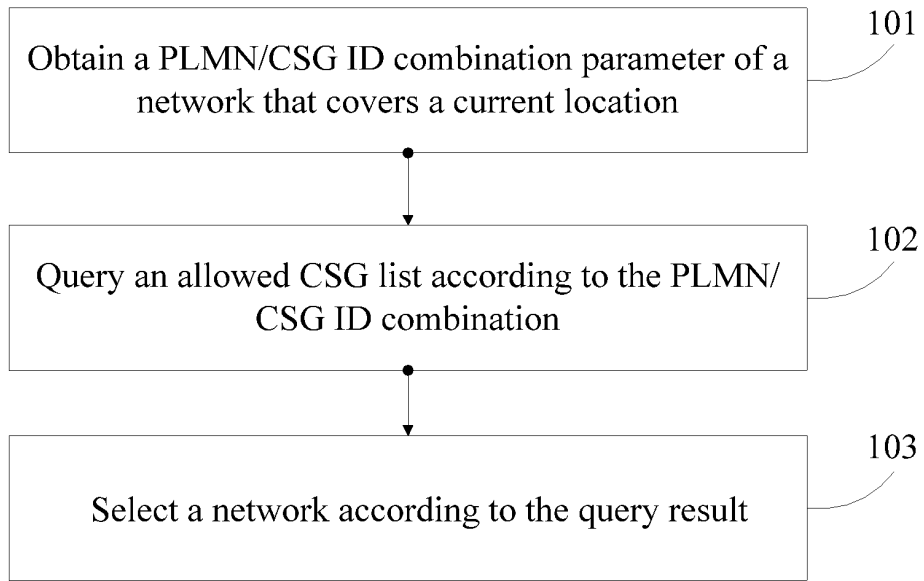 101
Obtain a PLMN/CSG ID combination parameter of a
network that covers a current location
102
Query an allowed CSG list according to the PLMN/
CSG ID combination
103
Select a network according to the query result